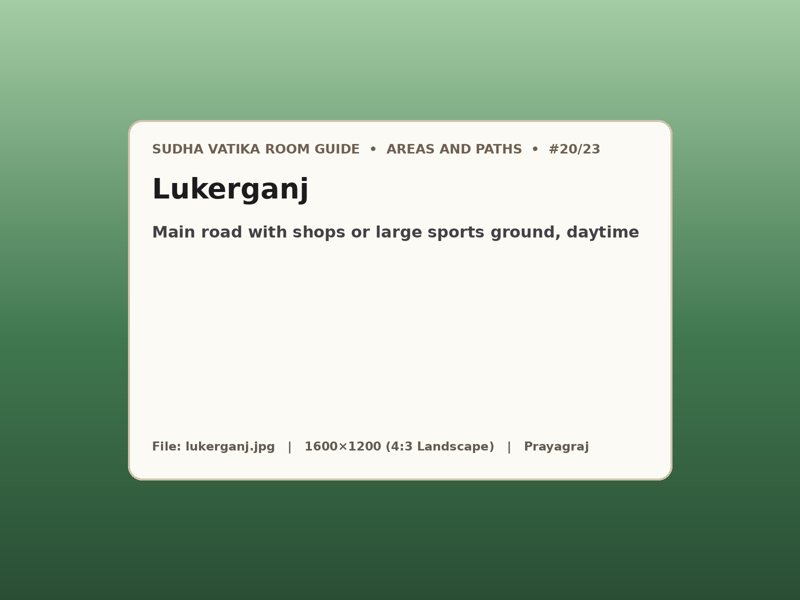 SUDHA VATIKA ROOM GUIDE • AREAS AND PATHS • #20/23
Lukerganj
Main road with shops or large sports ground, daytime
File: lukerganj.jpg | 1600×1200 (4:3 Landscape) | Prayagraj